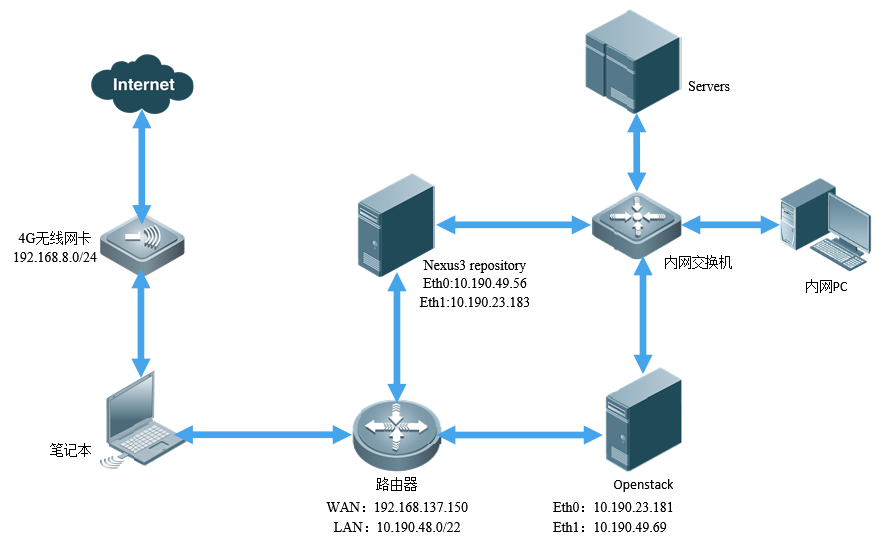 Internet
Servers
4G无线网卡
192.168.8.0/24
Nexus3 repository
Eth0:10.190.49.56
Eth1:10.190.23.183
内网交换机
内网PC
笔记本
路由器
WAN：192.168.137.150
LAN：10.190.48.0/22
Openstack
Eth0：10.190.23.181
Eth1：10.190.49.69